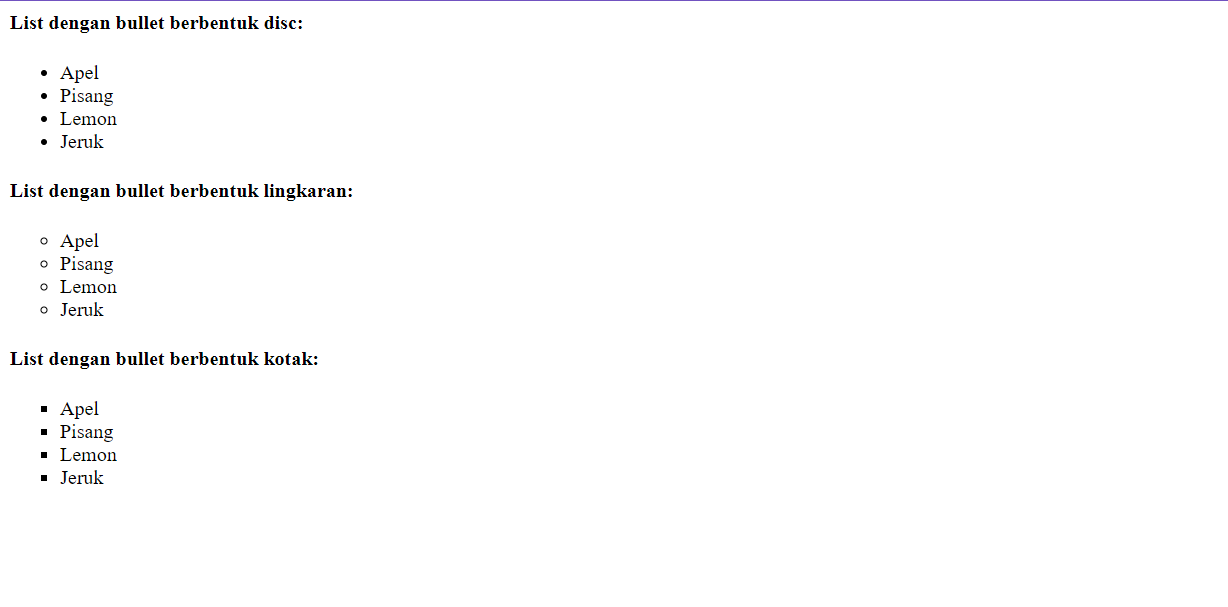 List dengan bullet berbentuk disc:
• Apel
• Pisang
• Lemon
• Jeruk
List dengan bullet berbentuk lingkaran:
○ Apel
○ Pisang
○ Lemon
○ Jeruk
List dengan bullet berbentuk kotak:
▪ Apel
▪ Pisang
▪ Lemon
▪ Jeruk